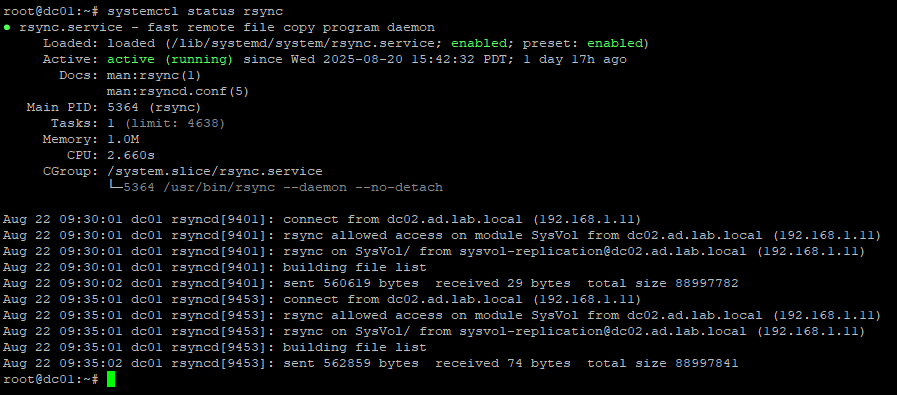 root@dc01:~# systemctl status rsync
● rsync.service - fast remote file copy program daemon
     Loaded: loaded (/lib/systemd/system/rsync.service; enabled; preset: enabled)
     Active: active (running) since Wed 2025-08-20 15:42:32 PDT; 1 day 17h ago
       Docs: man:rsync(1)
             man:rsyncd.conf(5)
   Main PID: 5364 (rsync)
      Tasks: 1 (limit: 4638)
     Memory: 1.0M
        CPU: 2.660s
     CGroup: /system.slice/rsync.service
             └─5364 /usr/bin/rsync --daemon --no-detach

Aug 22 09:30:01 dc01 rsyncd[9401]: connect from dc02.ad.lab.local (192.168.1.11)
Aug 22 09:30:01 dc01 rsyncd[9401]: rsync allowed access on module SysVol from dc02.ad.lab.local (192.168.1.11)
Aug 22 09:30:01 dc01 rsyncd[9401]: rsync on SysVol/ from sysvol-replication@dc02.ad.lab.local (192.168.1.11)
Aug 22 09:30:01 dc01 rsyncd[9401]: building file list
Aug 22 09:30:02 dc01 rsyncd[9401]: sent 560619 bytes  received 29 bytes  total size 88997782
Aug 22 09:35:01 dc01 rsyncd[9453]: connect from dc02.ad.lab.local (192.168.1.11)
Aug 22 09:35:01 dc01 rsyncd[9453]: rsync allowed access on module SysVol from dc02.ad.lab.local (192.168.1.11)
Aug 22 09:35:01 dc01 rsyncd[9453]: rsync on SysVol/ from sysvol-replication@dc02.ad.lab.local (192.168.1.11)
Aug 22 09:35:01 dc01 rsyncd[9453]: building file list
Aug 22 09:35:02 dc01 rsyncd[9453]: sent 562859 bytes  received 74 bytes  total size 88997841
root@dc01:~#